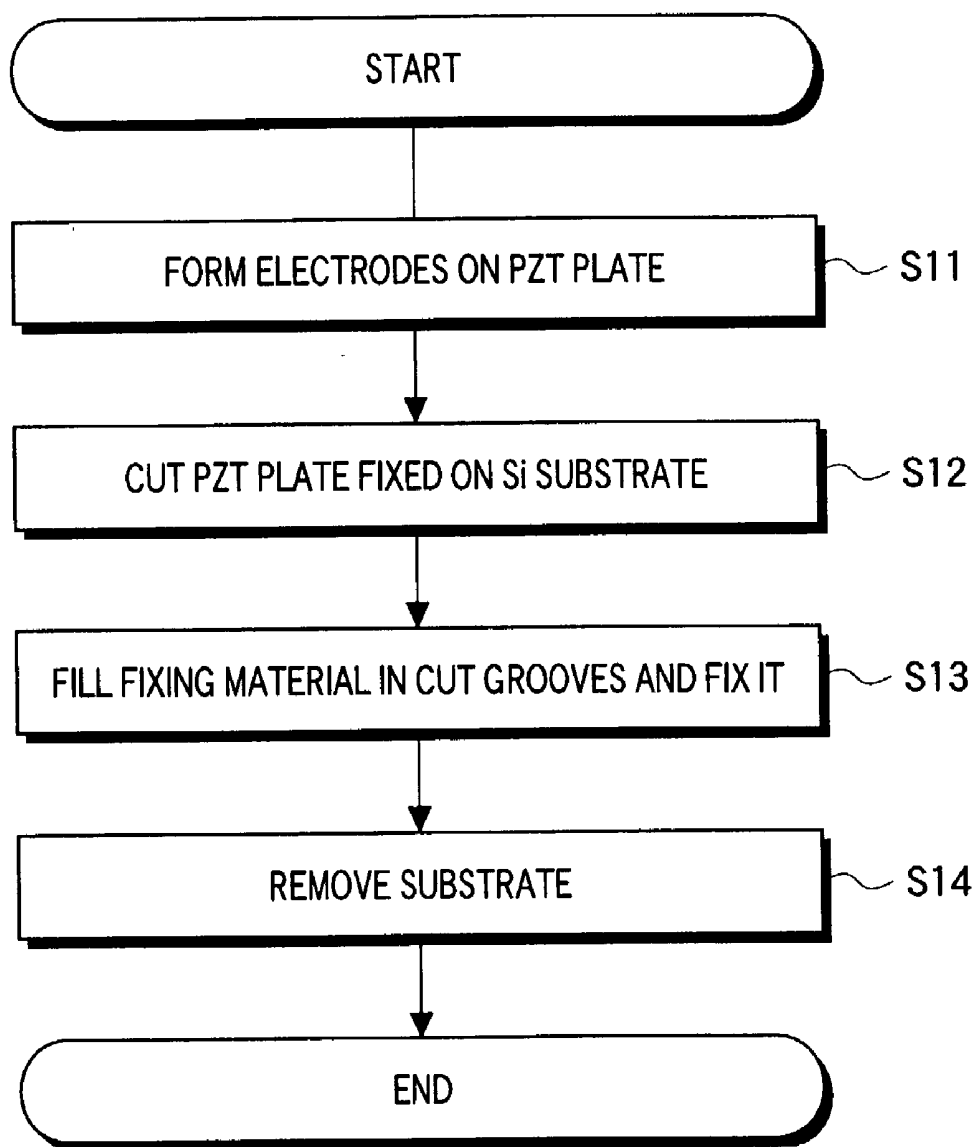 START
FORM ELECTRODES ON PZT PLATE
S11
CUT PZT PLATE FIXED ON Si SUBSTRATE
S12
FILL FIXING MATERIAL IN CUT GROOVES AND FIX IT
S13
REMOVE SUBSTRATE
S14
END